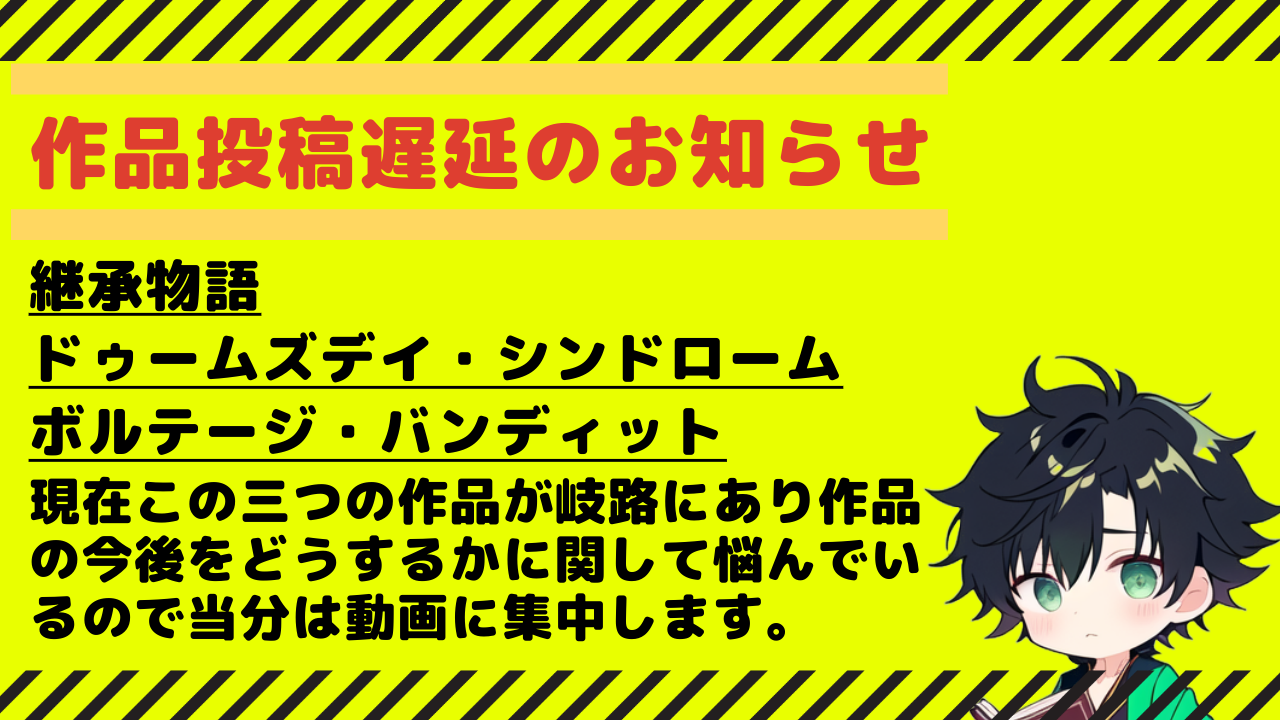 作品投稿遅延のお知らせ
継承物語
ドゥームズデイ・シンドローム
ボルテージ・バンディット
現在この三つの作品が岐路にあり作品
の今後をどうするかに関して悩んでい
るので当分は動画に集中します。